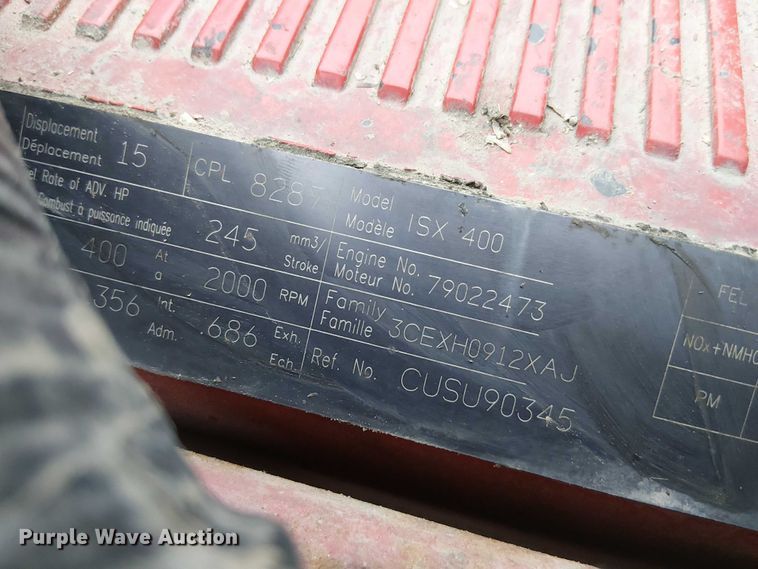 Displacement
Déplacement 15
CPL 8287
Model
Modèle ISX 400
Rate of ADV. HP
Combust à puissance indiquée
245 mm3/
Stroke
Engine No.
Moteur No. 79022473
400 At
a 2000 RPM
Family
Famille 3CEXH0912XAJ
356 Int.
Adm. .686 Exh.
Ech.
Ref. No. CUSU90345
FEL
NOx+NMHC
PM
Purple Wave Auction